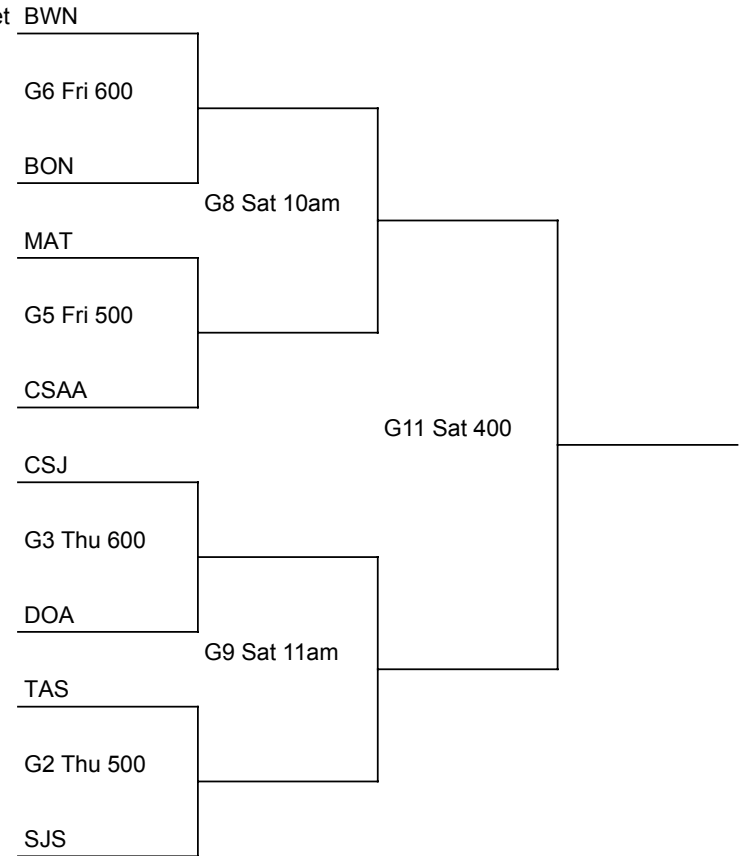 BWN
G6 Fri 600
BON
G8 Sat 10am
MAT
G5 Fri 500
CSAA
G11 Sat 400
CSJ
G3 Thu 600
DOA
G9 Sat 11am
TAS
G2 Thu 500
SJS